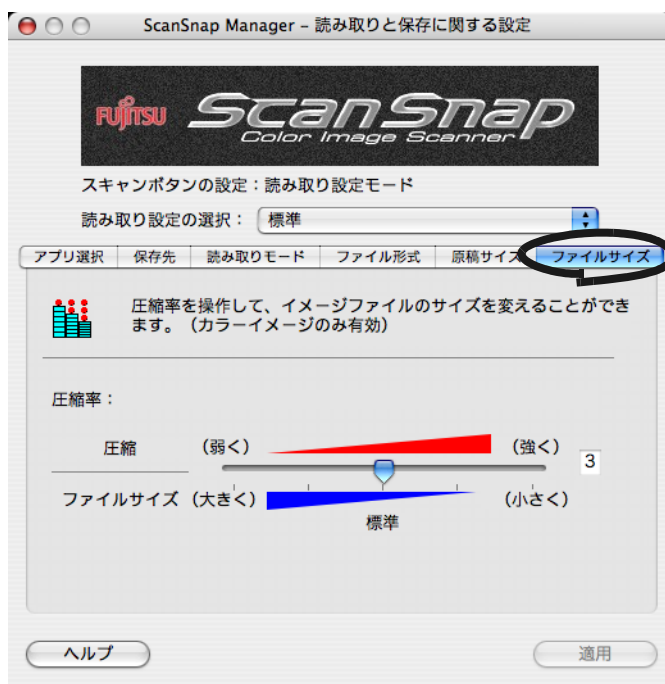 ScanSnap Manager – 読み取りと保存に関する設定
FUJITSU ScanSnap
Color Image Scanner
スキャンボタンの設定：読み取り設定モード
読み取り設定の選択： 標準
アプリ選択 保存先 読み取りモード ファイル形式 原稿サイズ ファイルサイズ
圧縮率を操作して、イメージファイルのサイズを変えることができ
ます。（カラーイメージのみ有効）
圧縮率：
圧縮 （弱く） （強く） 3
ファイルサイズ （大きく） （小さく）
標準
ヘルプ 適用